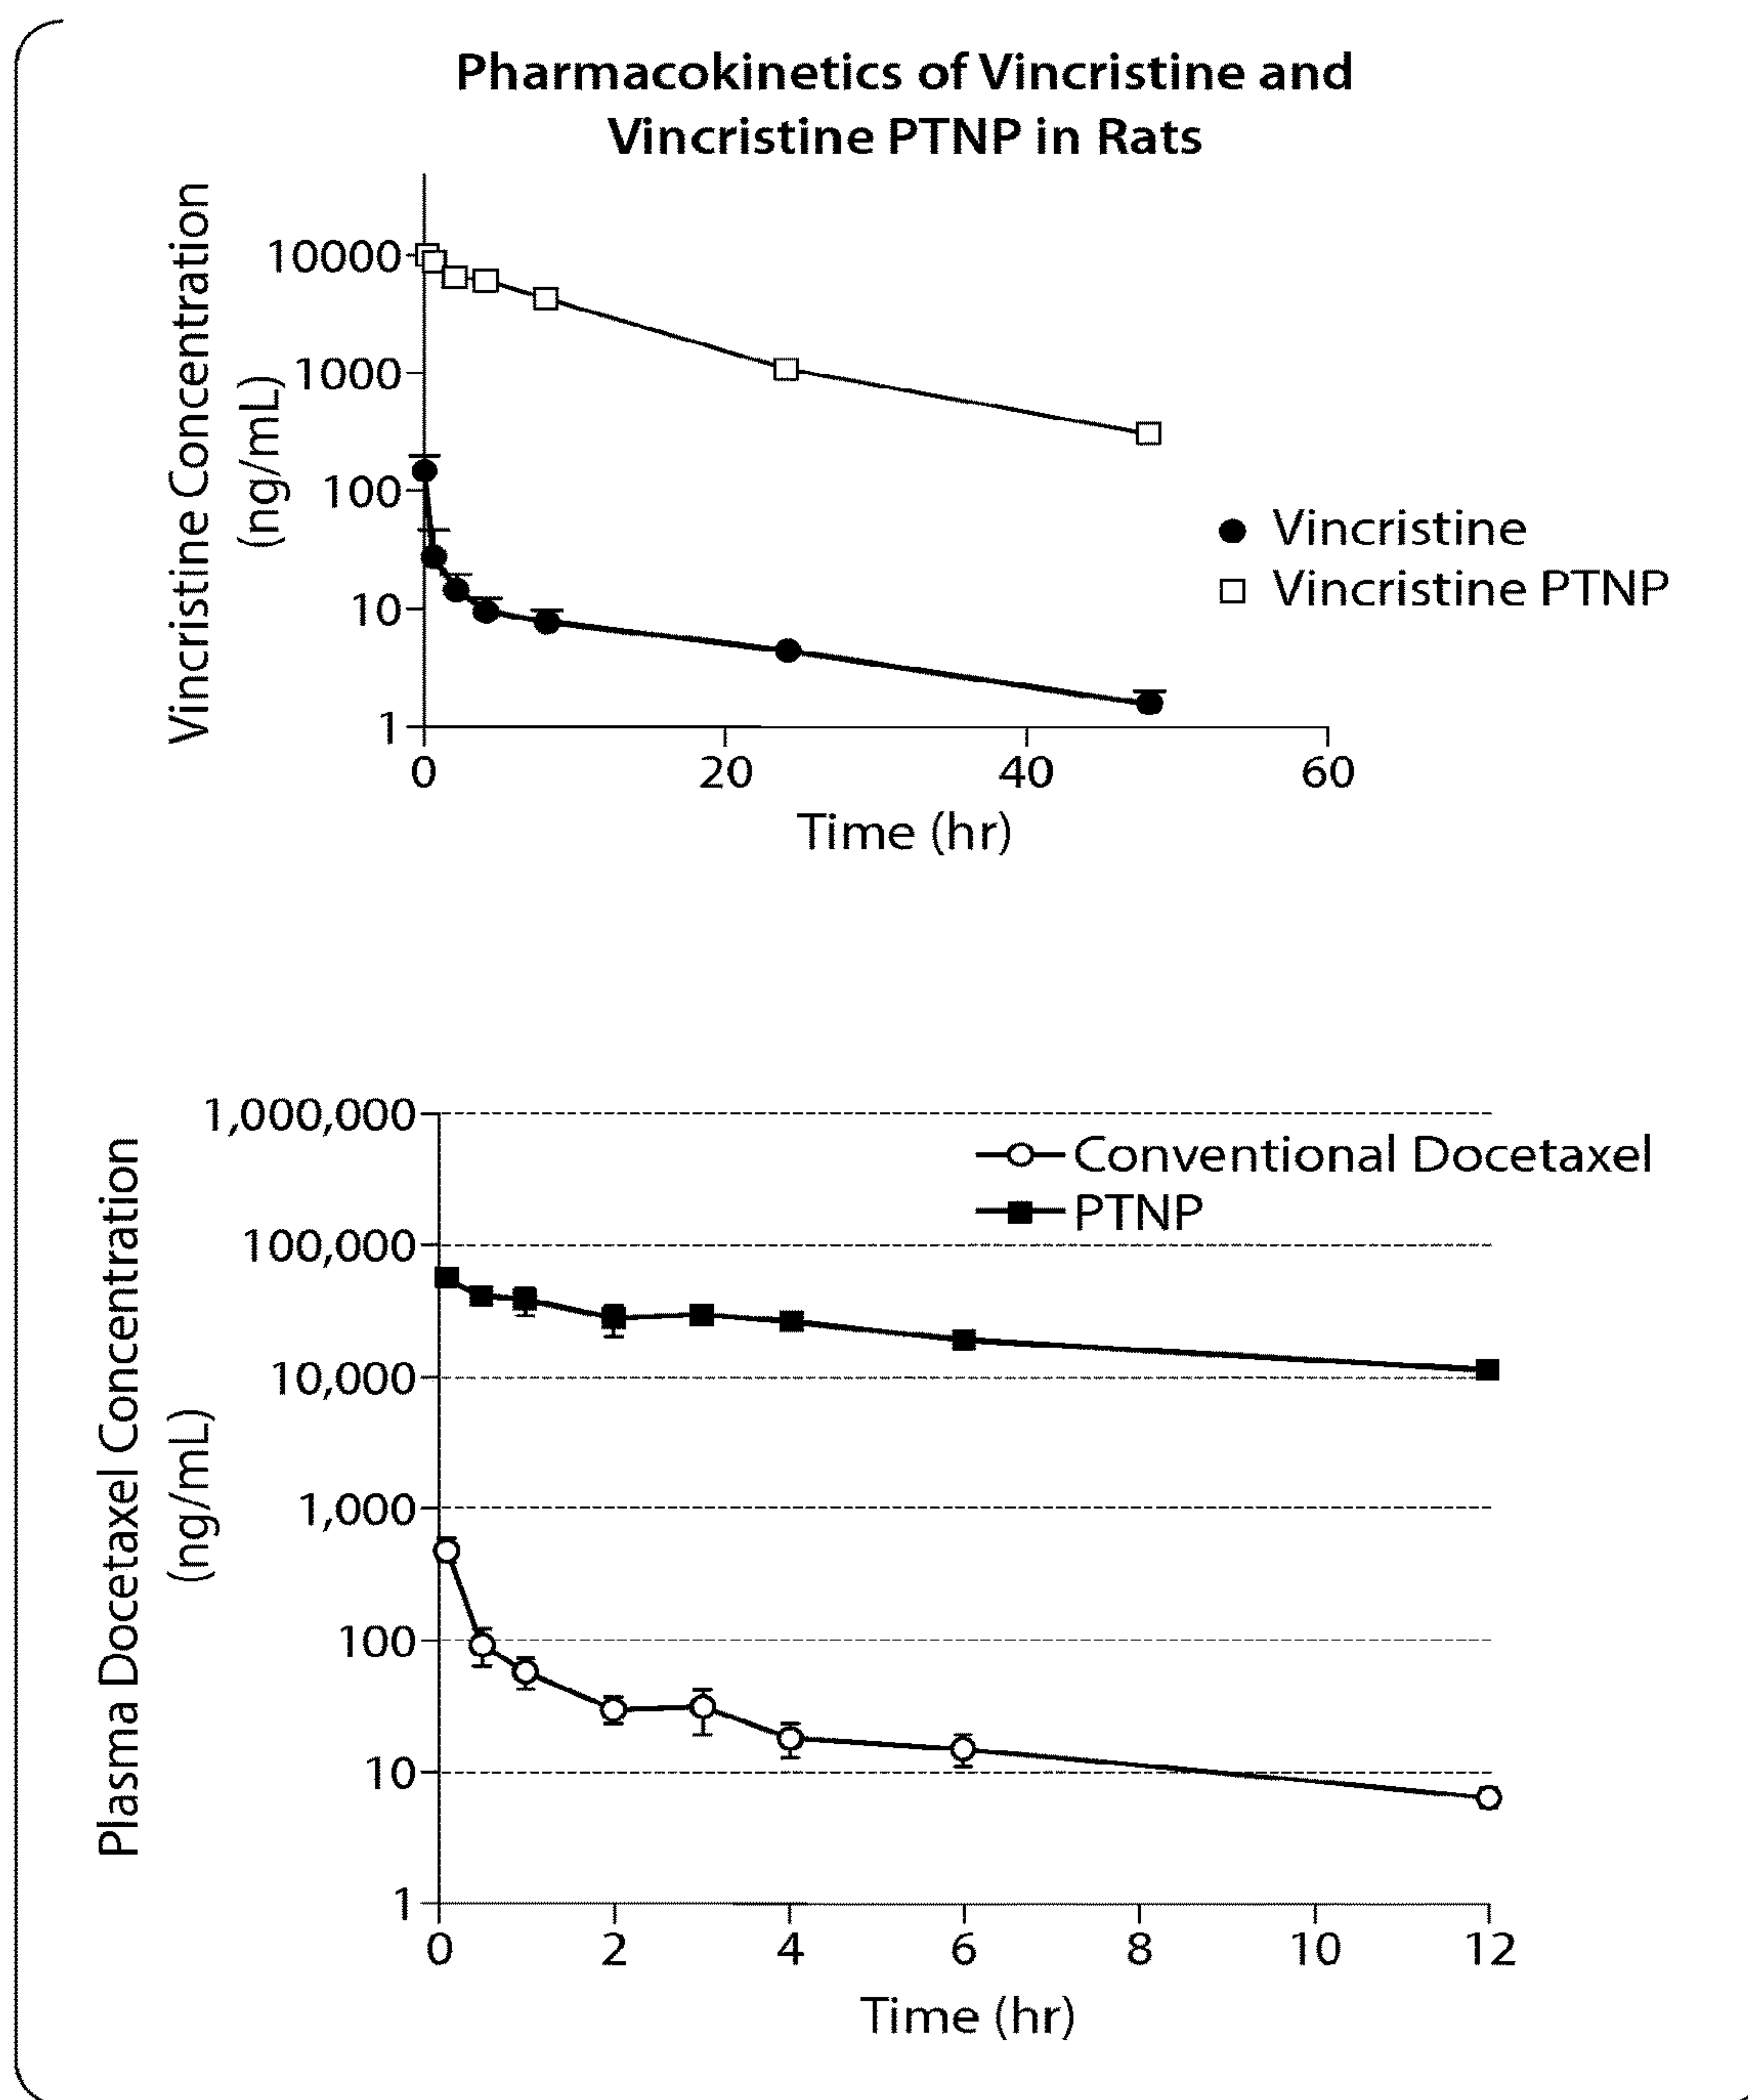 Pharmacokinetics of Vincristine and
Vincristine PTNP in Rats
Vincristine Concentration
(ng/mL)
10000
1000
100
10
1
0 20 40 60
Time (hr)
Vincristine
Vincristine PTNP
Plasma Docetaxel Concentration
(ng/mL)
1,000,000
100,000
10,000
1,000
100
10
1
0 2 4 6 8 10 12
Time (hr)
Conventional Docetaxel
PTNP